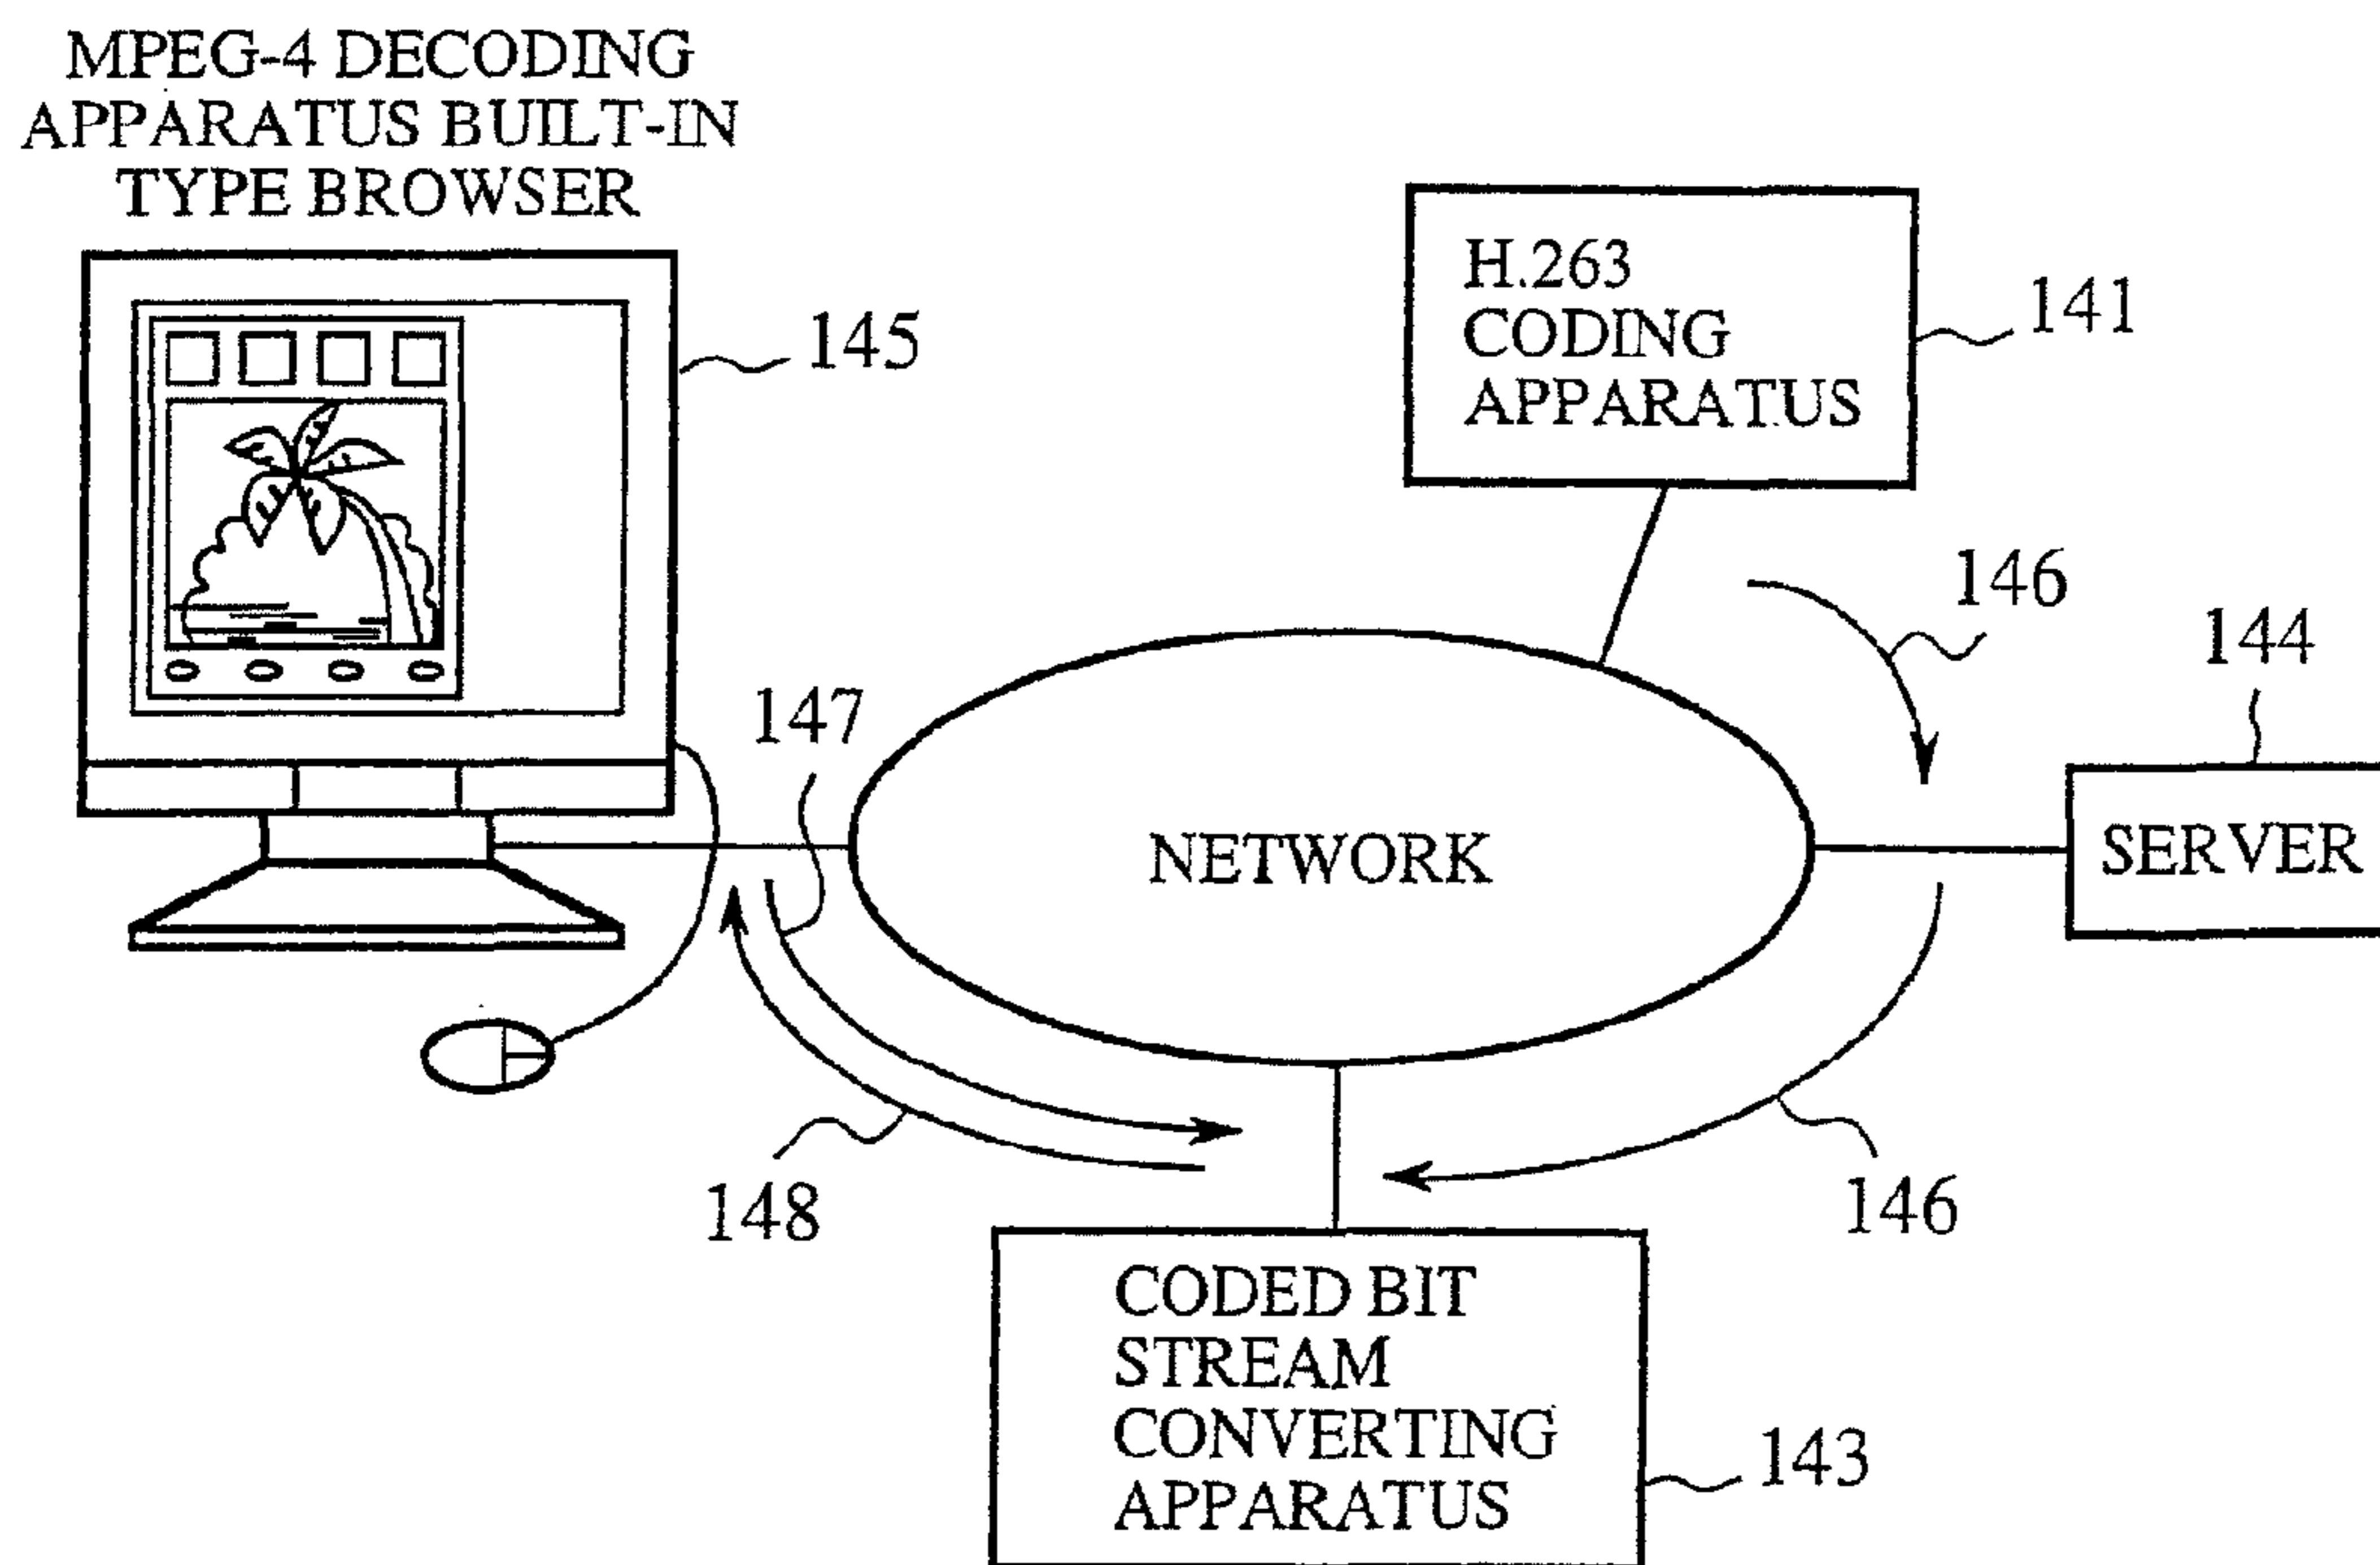 MPEG-4 DECODING
APPARATUS BUILT-IN
TYPE BROWSER
145
H.263
CODING
APPARATUS
141
146
144
147
NETWORK
SERVER
148
146
CODED BIT
STREAM
CONVERTING
APPARATUS
143